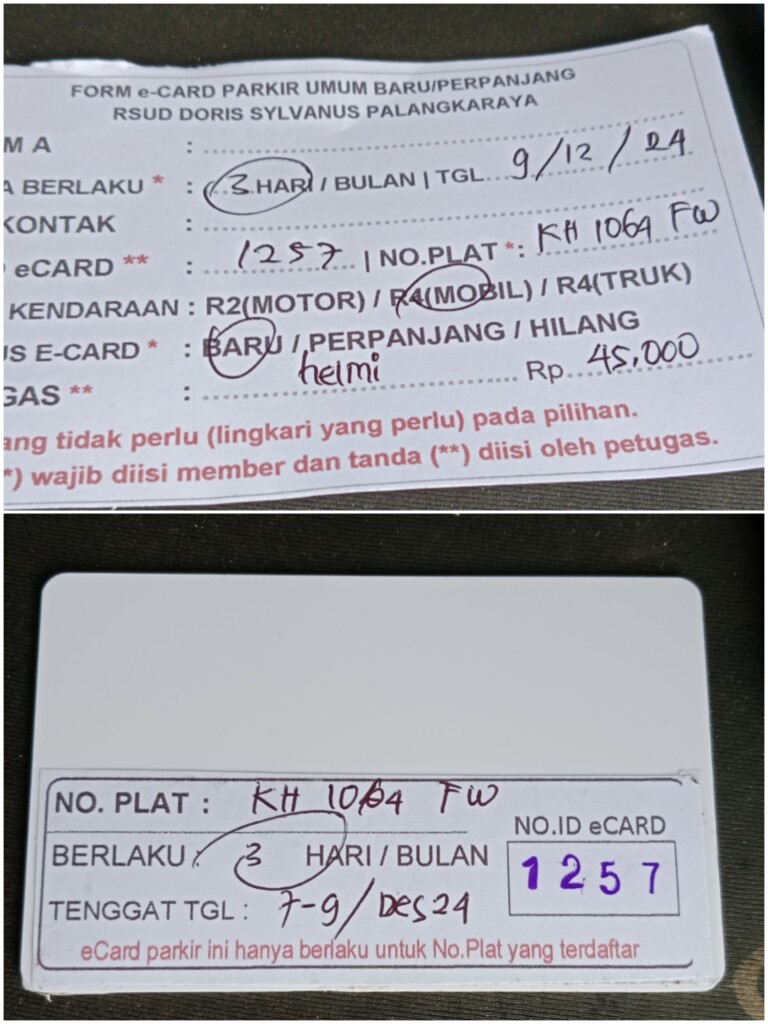 FORM e-CARD PARKIR UMUM BARU/PERPANJANG
RSUD DORIS SYLVANUS PALANGKARAYA
M A :
A BERLAKU * : 3 HARI / BULAN | TGL 9/12/24
KONTAK :
eCARD ** : 1257 | NO.PLAT *: KH 1064 FW
KENDARAAN : R2(MOTOR) / R4(MOBIL) / R4(TRUK)
US E-CARD * : BARU / PERPANJANG / HILANG
GAS ** : helmi Rp 45.000
ang tidak perlu (lingkari yang perlu) pada pilihan.
*) wajib diisi member dan tanda (**) diisi oleh petugas.
NO. PLAT : KH 1064 FW
BERLAKU : 3 HARI / BULAN
TENGGAT TGL : 7-9/Des24
NO.ID eCARD
1257
eCard parkir ini hanya berlaku untuk No.Plat yang terdaftar